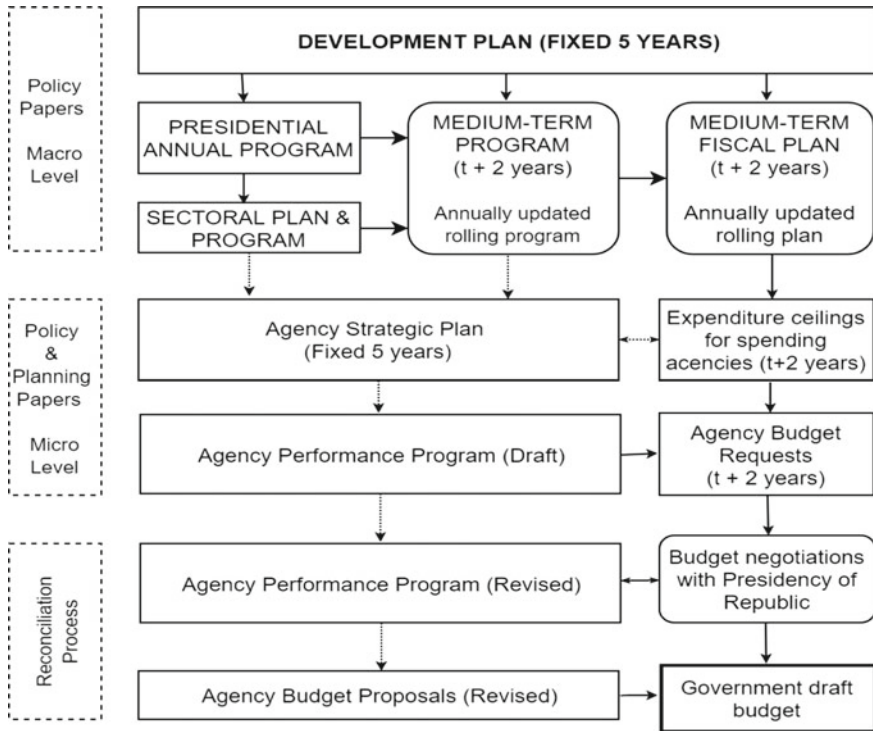 DEVELOPMENT PLAN (FIXED 5 YEARS)
Policy
Papers
Macro
Level
PRESIDENTIAL
ANNUAL PROGRAM
MEDIUM-TERM
PROGRAM
(t + 2 years)
Annually updated
rolling program
MEDIUM-TERM
FISCAL PLAN
(t + 2 years)
Annually updated
rolling plan
SECTORAL PLAN &
PROGRAM
Policy
&
Planning
Papers
Micro
Level
Agency Strategic Plan
(Fixed 5 years)
Expenditure ceilings
for spending
acencies (t+2 years)
Agency Performance Program (Draft)
Agency Budget
Requests
(t + 2 years)
Reconciliation
Process
Agency Performance Program (Revised)
Budget negotiations
with Presidency of
Republic
Agency Budget Proposals (Revised)
Government draft
budget